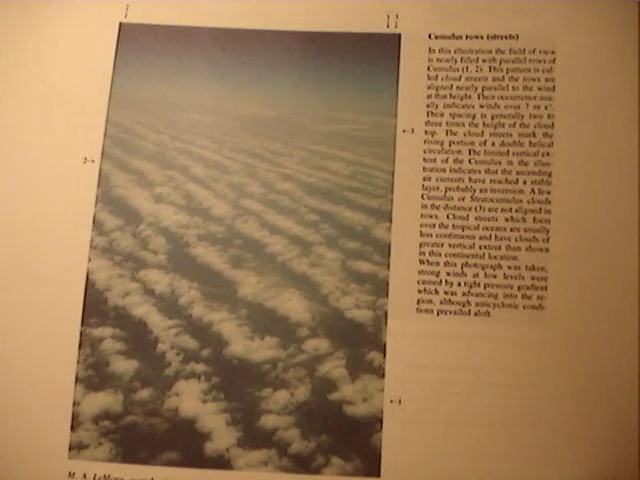 1
11
2→
←3
←1
Cumulus rows (streets)
In this illustration the field of view
is nearly filled with parallel rows of
Cumulus (1, 2). This pattern is cal-
led cloud streets and the rows are
aligned nearly parallel to the wind
at that height. Their occurrence usu-
ally indicates winds over 7 m s¹.
Their spacing is generally two to
three times the height of the cloud
top. The cloud streets mark the
rising portion of a double helical
circulation. The limited vertical ex-
tent of the Cumulus in the illus-
tration indicates that the ascending
air currents have reached a stable
layer, probably an inversion. A few
Cumulus or Stratocumulus clouds
in the distance (3) are not aligned in
rows. Cloud streets which form
over the tropical oceans are usually
less continuous and have clouds of
greater vertical extent than shown
in this continental location.
When this photograph was taken,
strong winds at low levels were
caused by a tight pressure gradient
which was advancing into the re-
gion, although anticyclonic condi-
tions prevailed aloft.
M. A. LeMone